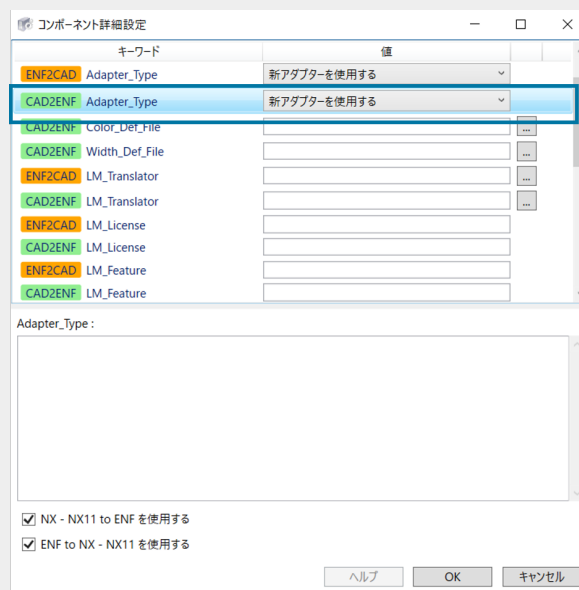 コンポーネント詳細設定
キーワード 値
ENF2CAD Adapter_Type 新アダプターを使用する
CAD2ENF Adapter_Type 新アダプターを使用する
CAD2ENF Color_Def_File ...
CAD2ENF Width_Def_File ...
ENF2CAD LM_Translator ...
CAD2ENF LM_Translator ...
ENF2CAD LM_License
CAD2ENF LM_License
ENF2CAD LM_Feature
CAD2ENF LM_Feature
Adapter_Type :
NX - NX11 to ENF を使用する
ENF to NX - NX11 を使用する
ヘルプ OK キャンセル